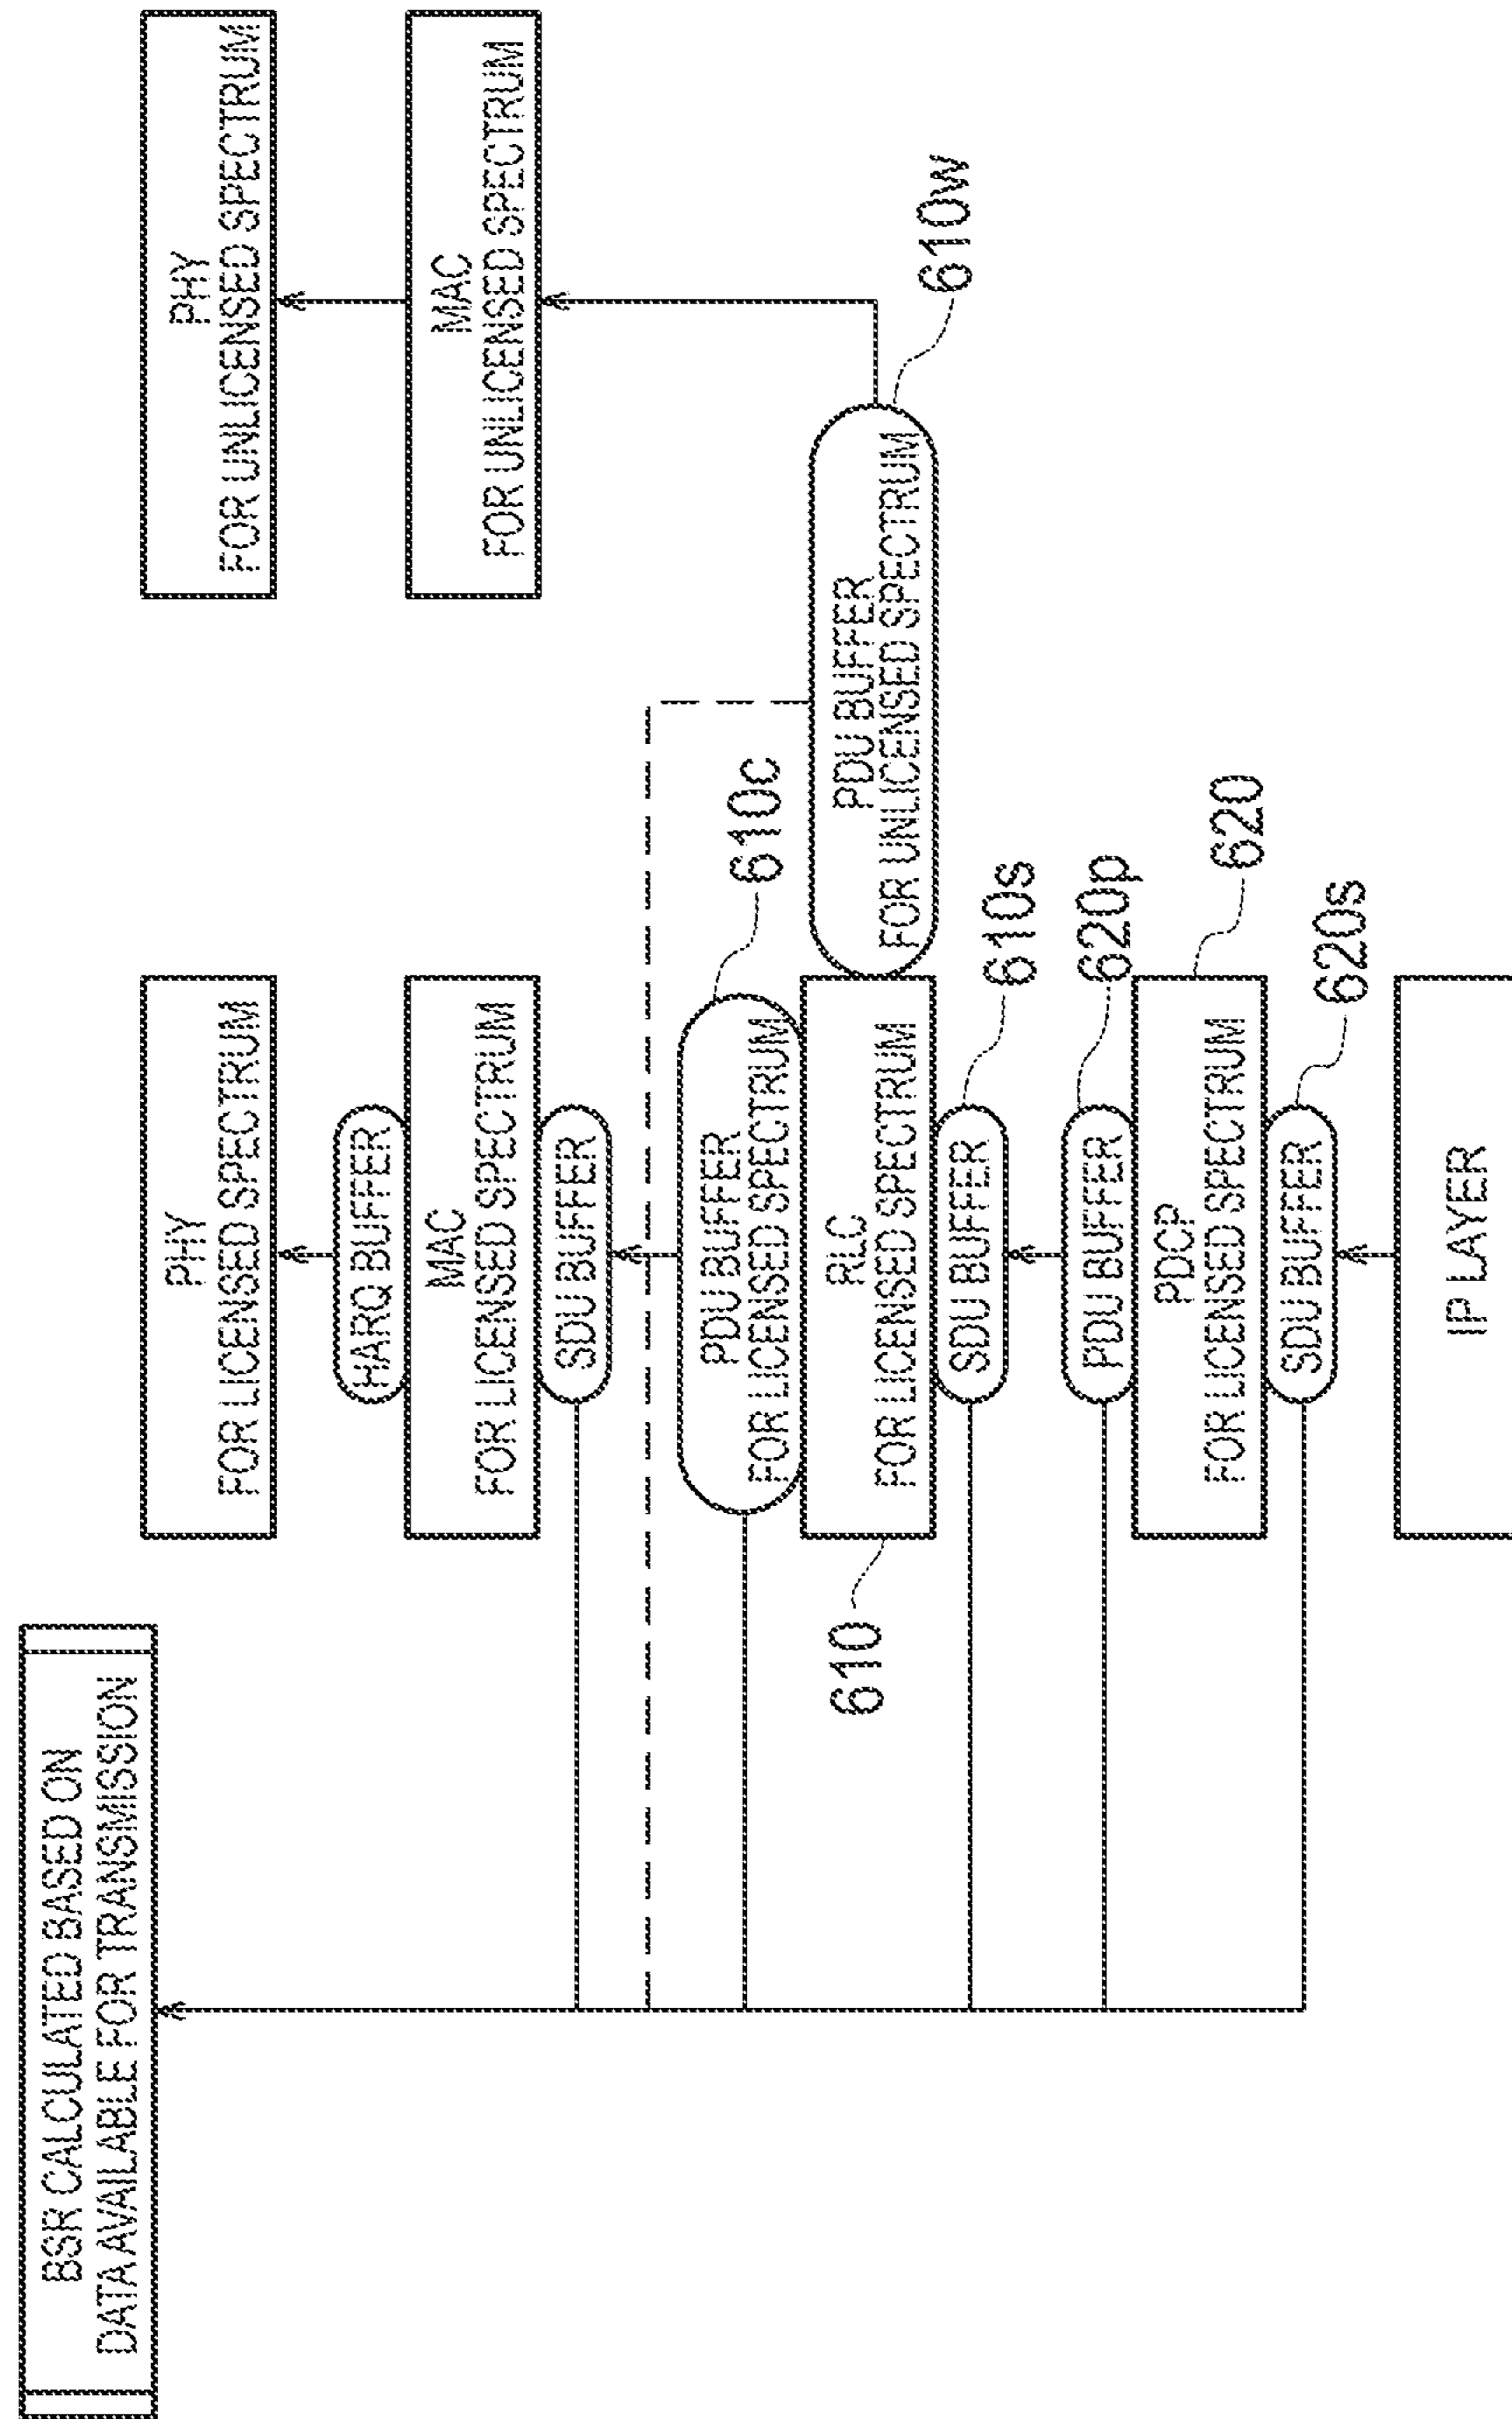 BSR CALCULATED BASED ON
DATA AVAILABLE FOR TRANSMISSION
PHY
FOR LICENSED SPECTRUM
PHY
FOR UNLICENSED SPECTRUM
HARQ BUFFER
MAC
FOR LICENSED SPECTRUM
MAC
FOR UNLICENSED SPECTRUM
SDU BUFFER
PDU BUFFER
FOR LICENSED SPECTRUM
610c
610
RLC
FOR LICENSED SPECTRUM
PDU BUFFER
FOR UNLICENSED SPECTRUM
610w
SDU BUFFER
610s
PDU BUFFER
620p
PDCP
FOR LICENSED SPECTRUM
620
SDU BUFFER
620s
IP LAYER